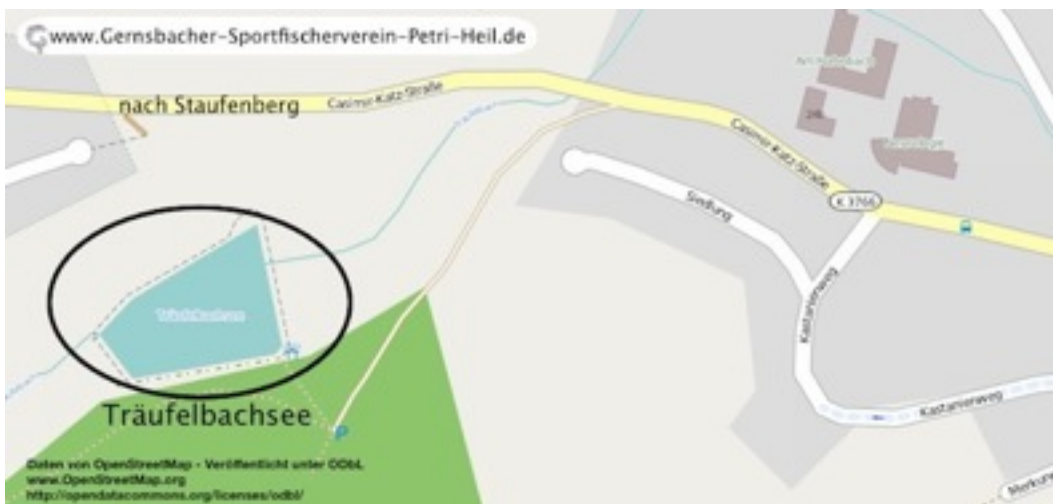 www.Gernsbacher-Sportfischerverein-Petri-Heil.de
nach Staufenberg
Casimir-Katz-Straße
Casimir-Katz-Straße
K 3766
Siedlung
Kastanienweg
Kastanienweg
Träufelbachsee
Träufelbachsee
P
Daten von OpenStreetMap - Veröffentlicht unter ODbL
www.OpenStreetMap.org
http://opendatacommons.org/licenses/odbl/